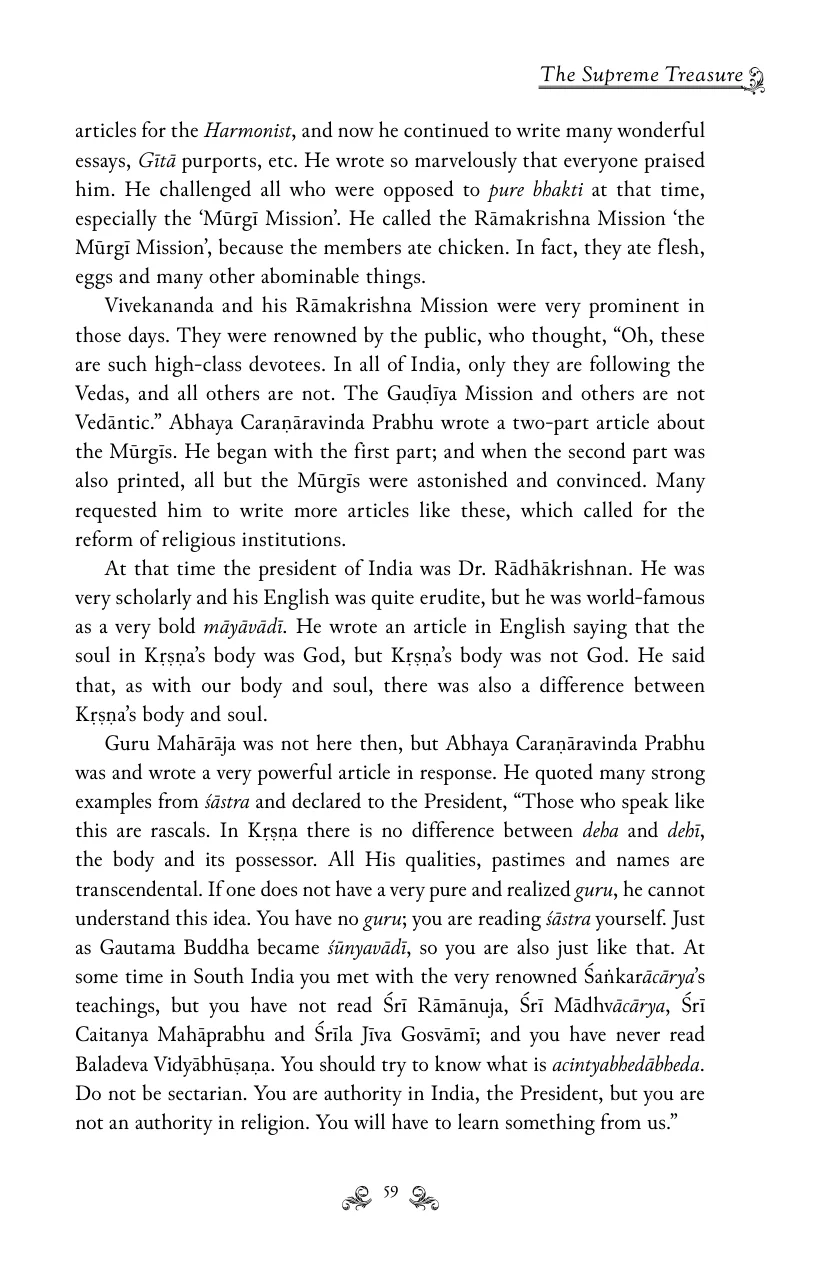 The Supreme Treasure
articles for the Harmonist, and now he continued to write many wonderful
essays, Gītā purports, etc. He wrote so marvelously that everyone praised
him. He challenged all who were opposed to pure bhakti at that time,
especially the ‘Mūrgī Mission’. He called the Rāmakrishna Mission ‘the
Mūrgī Mission’, because the members ate chicken. In fact, they ate flesh,
eggs and many other abominable things.
Vivekananda and his Rāmakrishna Mission were very prominent in
those days. They were renowned by the public, who thought, “Oh, these
are such high-class devotees. In all of India, only they are following the
Vedas, and all others are not. The Gauḍīya Mission and others are not
Vedāntic.” Abhaya Caraṇāravinda Prabhu wrote a two-part article about
the Mūrgīs. He began with the first part; and when the second part was
also printed, all but the Mūrgīs were astonished and convinced. Many
requested him to write more articles like these, which called for the
reform of religious institutions.
At that time the president of India was Dr. Rādhākrishnan. He was
very scholarly and his English was quite erudite, but he was world-famous
as a very bold māyāvādī. He wrote an article in English saying that the
soul in Kṛṣṇa’s body was God, but Kṛṣṇa’s body was not God. He said
that, as with our body and soul, there was also a difference between
Kṛṣṇa’s body and soul.
Guru Mahārāja was not here then, but Abhaya Caraṇāravinda Prabhu
was and wrote a very powerful article in response. He quoted many strong
examples from śāstra and declared to the President, “Those who speak like
this are rascals. In Kṛṣṇa there is no difference between deha and dehī,
the body and its possessor. All His qualities, pastimes and names are
transcendental. If one does not have a very pure and realized guru, he cannot
understand this idea. You have no guru; you are reading śāstra yourself. Just
as Gautama Buddha became śūnyavādī, so you are also just like that. At
some time in South India you met with the very renowned Śaṅkarācārya’s
teachings, but you have not read Śrī Rāmānuja, Śrī Mādhvācārya, Śrī
Caitanya Mahāprabhu and Śrīla Jīva Gosvāmī; and you have never read
Baladeva Vidyābhūṣaṇa. You should try to know what is acintyabhedābheda.
Do not be sectarian. You are authority in India, the President, but you are
not an authority in religion. You will have to learn something from us.”
59